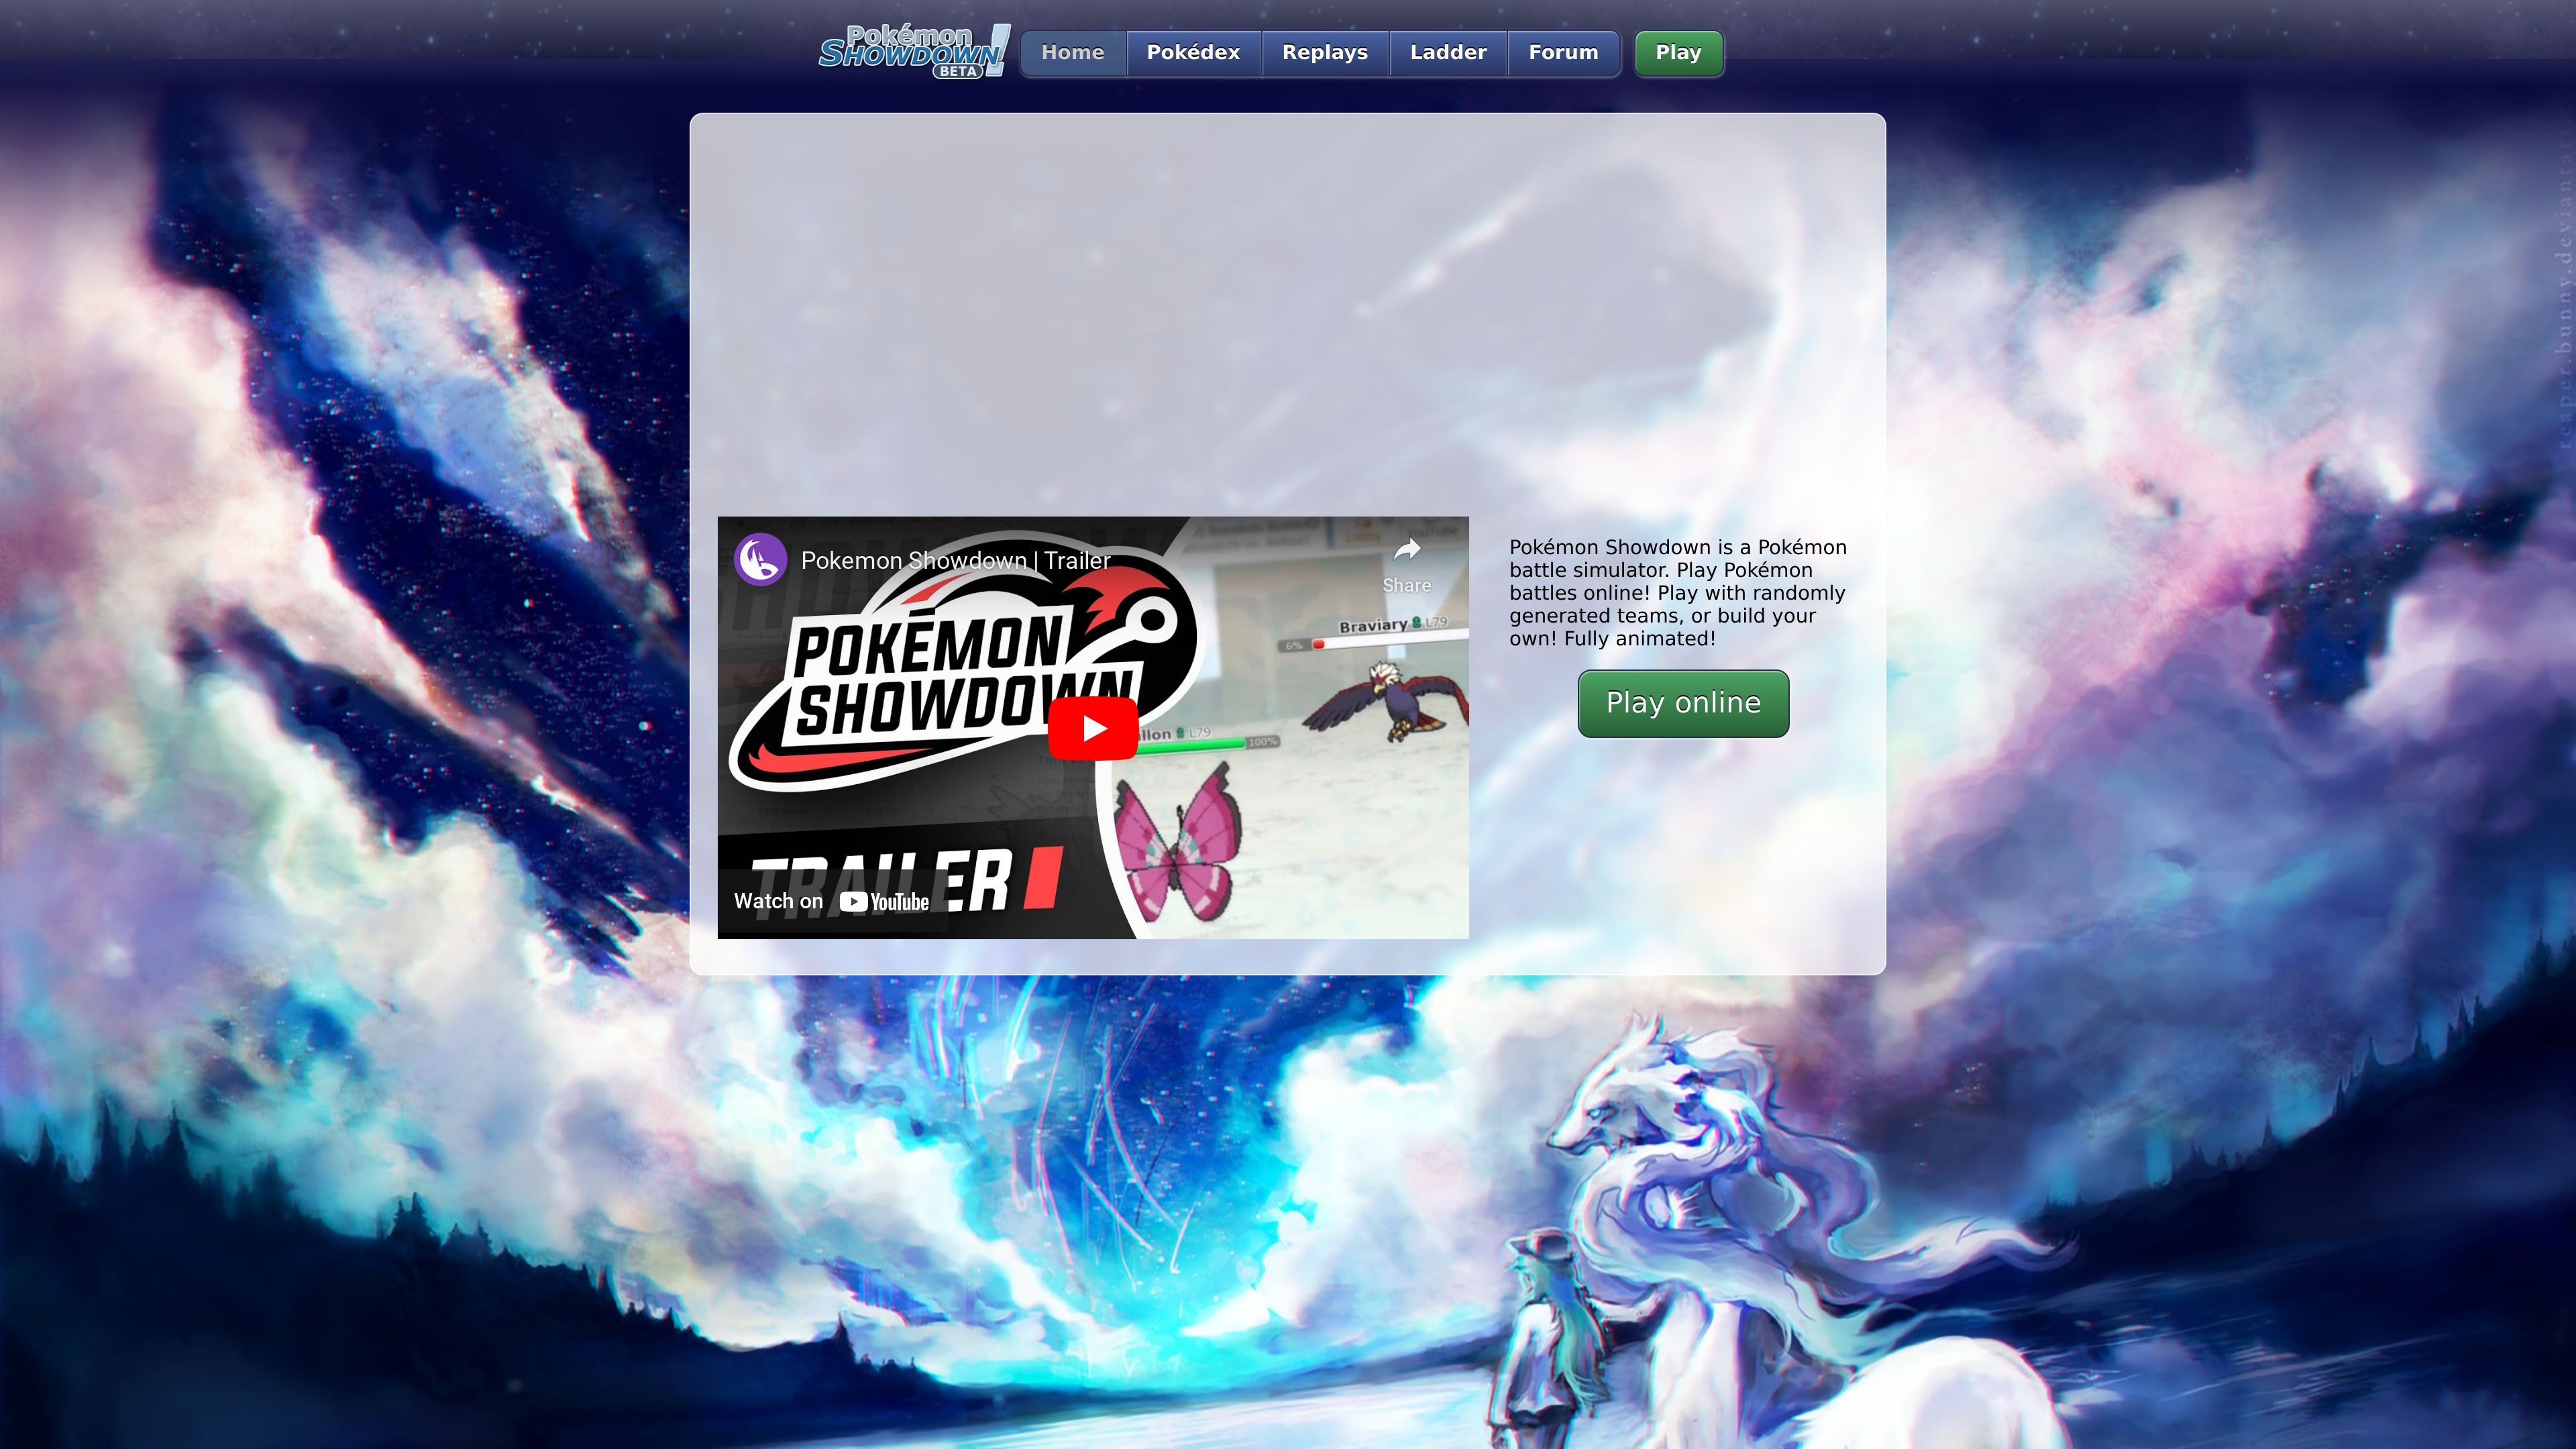 Pokémon
SHOWDOWN!
BETA
Home
Pokédex
Replays
Ladder
Forum
Play
Pokemon Showdown | Trailer
Share
POKÉMON
SHOWDOWN
Braviary L79
6%
llon L79
100%
TRAILER
Watch on YouTube
Pokémon Showdown is a Pokémon
battle simulator. Play Pokémon
battles online! Play with randomly
generated teams, or build your
own! Fully animated!
Play online